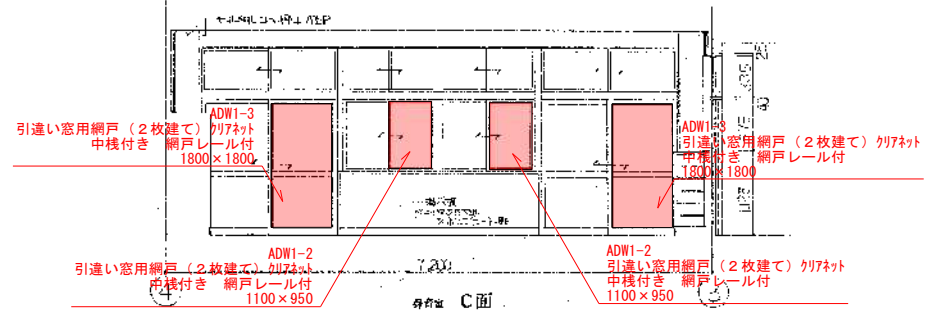 ADW1-3
引違い窓用網戸（２枚建て）クリアネット
中桟付き　網戸レール付
1800×1800
ADW1-3
引違い窓用網戸（２枚建て）クリアネット
中桟付き　網戸レール付
1800×1800
ADW1-2
引違い窓用網戸（２枚建て）クリアネット
中桟付き　網戸レール付
1100×950
ADW1-2
引違い窓用網戸（２枚建て）クリアネット
中桟付き　網戸レール付
1100×950
7,200
4
3
C面